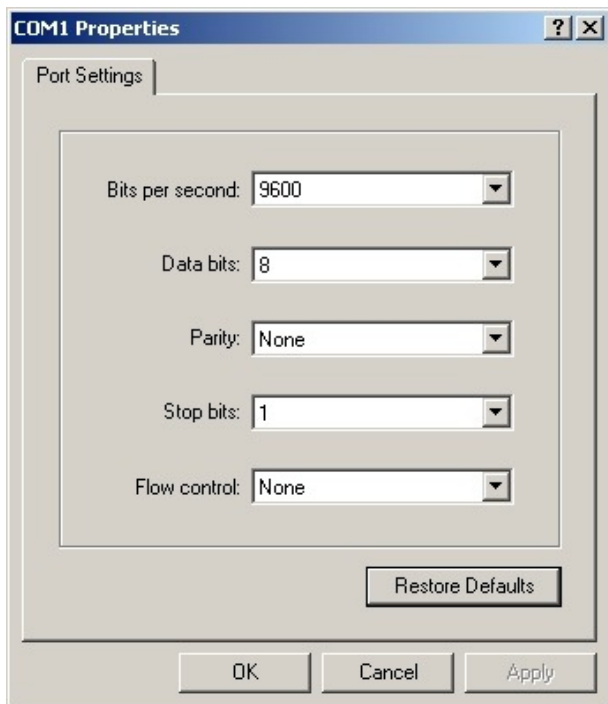 COM1 Properties
Port Settings
Bits per second: 9600
Data bits: 8
Parity: None
Stop bits: 1
Flow control: None
Restore Defaults
OK Cancel Apply